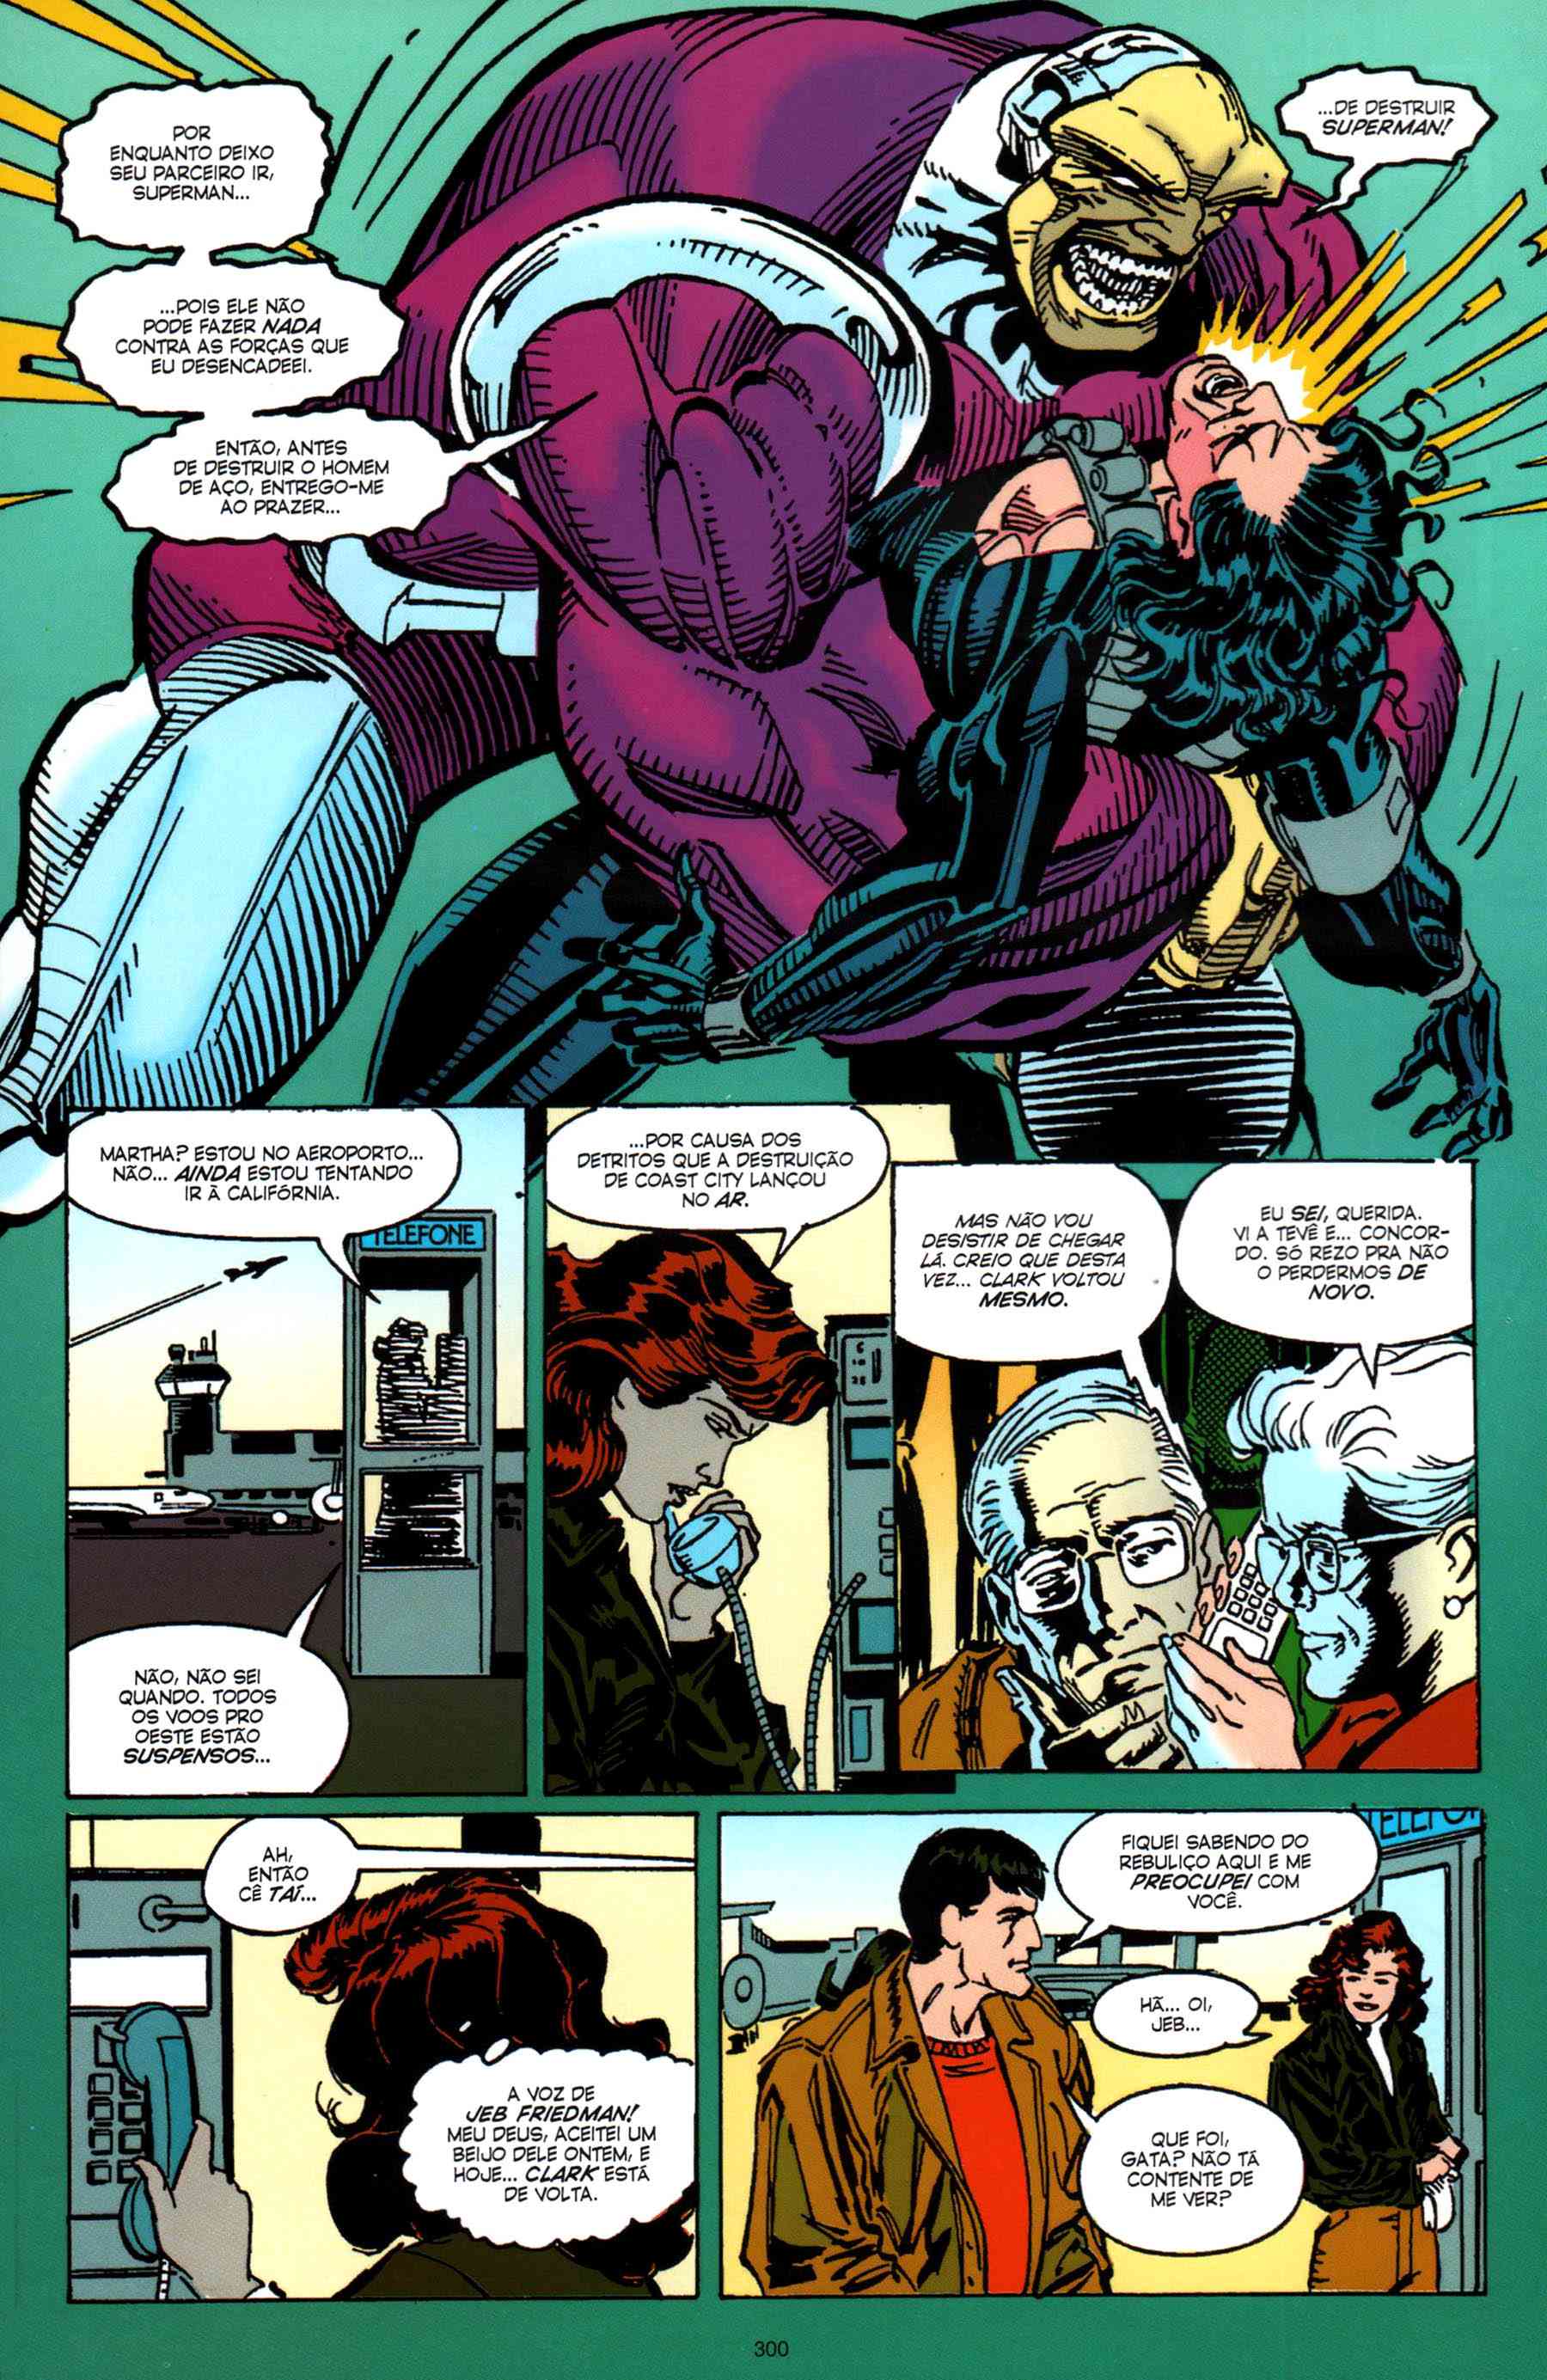 POR
ENQUANTO DEIXO
SEU PARCEIRO IR,
SUPERMAN...
...POIS ELE NÃO
PODE FAZER NADA
CONTRA AS FORÇAS QUE
EU DESENCADEEI.
ENTÃO, ANTES
DE DESTRUIR O HOMEM
DE AÇO, ENTREGO-ME
AO PRAZER...
...DE DESTRUIR
SUPERMAN!
MARTHA? ESTOU NO AEROPORTO...
NÃO... AINDA ESTOU TENTANDO
IR À CALIFÓRNIA.
TELEFONE
NÃO, NÃO SEI
QUANDO. TODOS
OS VOOS PRO
OESTE ESTÃO
SUSPENSOS...
...POR CAUSA DOS
DETRITOS QUE A DESTRUIÇÃO
DE COAST CITY LANÇOU
NO AR.
MAS NÃO VOU
DESISTIR DE CHEGAR
LÁ. CREIO QUE DESTA
VEZ... CLARK VOLTOU
MESMO.
EU SEI, QUERIDA.
VI A TEVÊ E... CONCOR-
DO. SÓ REZO PRA NÃO
O PERDERMOS DE
NOVO.
AH,
ENTÃO
CÊ TAÍ...
A VOZ DE
JEB FRIEDMAN!
MEU DEUS, ACEITEI UM
BEIJO DELE ONTEM, E
HOJE... CLARK ESTÁ
DE VOLTA.
TELEFO
FIQUEI SABENDO DO
REBULIÇO AQUI E ME
PREOCUPEI COM
VOCÊ.
HÃ... OI,
JEB...
QUE FOI,
GATA? NÃO TÁ
CONTENTE DE
ME VER?
300